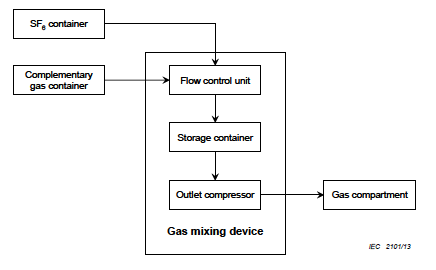 SF₆ container
Complementary
gas container
Flow control unit
Storage container
Outlet compressor
Gas compartment
Gas mixing device
IEC 2101/13